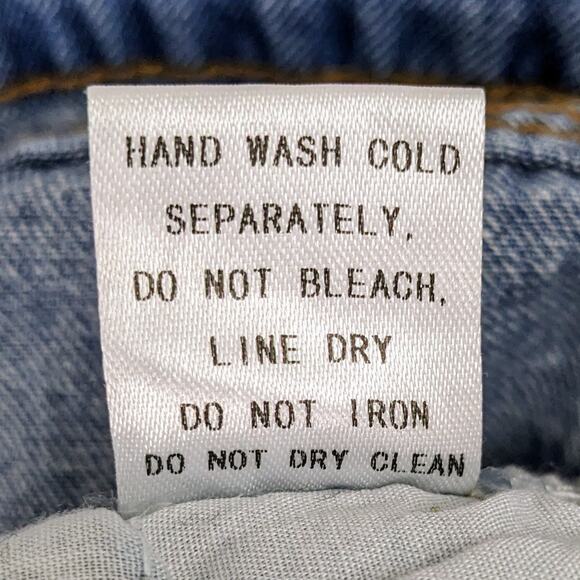 HAND WASH COLD
SEPARATELY,
DO NOT BLEACH,
LINE DRY
DO NOT IRON
DO NOT DRY CLEAN